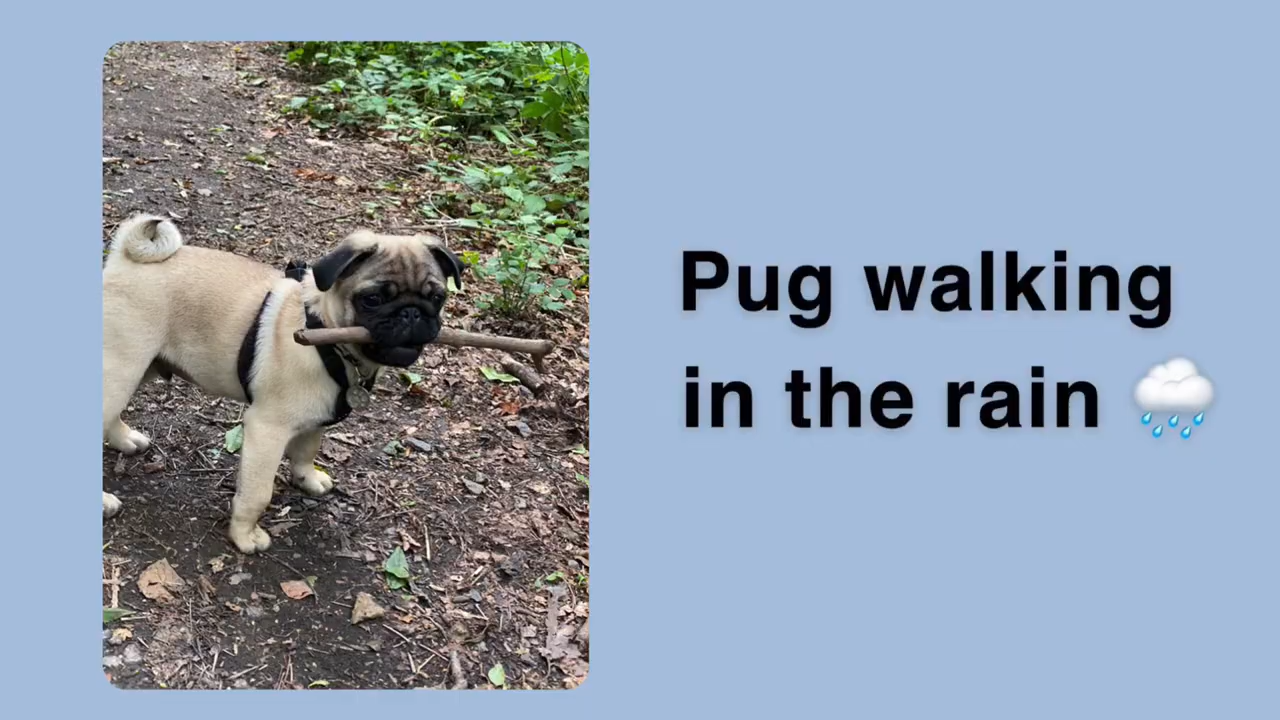 Pug walking
in the rain 🌧️